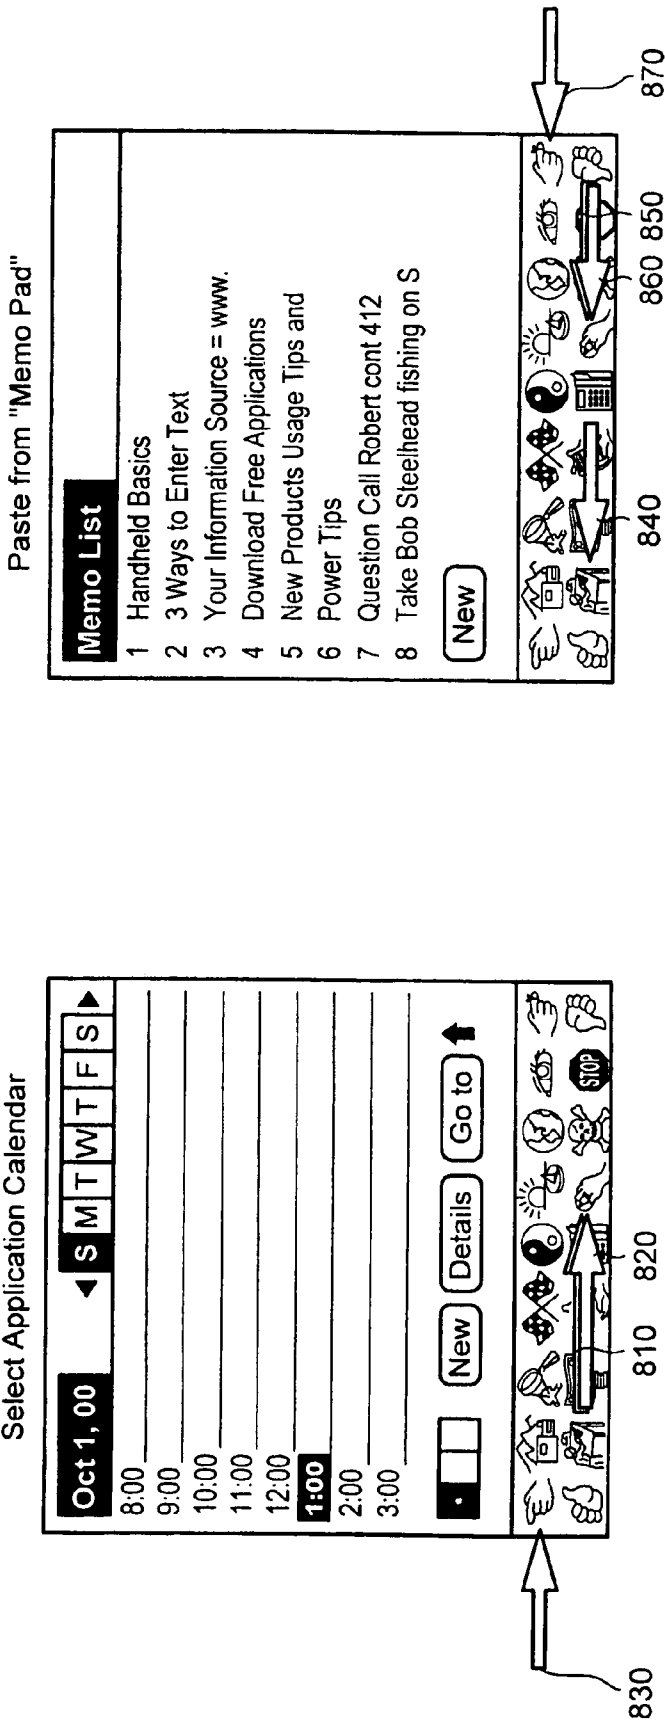 Select Application Calendar
Oct 1, 00 S M T W T F S
8:00
9:00
10:00
11:00
12:00
1:00
2:00
3:00
New Details Go to
STOP
810
820
830
Paste from "Memo Pad"
Memo List
1 Handheld Basics
2 3 Ways to Enter Text
3 Your Information Source = www.
4 Download Free Applications
5 New Products Usage Tips and
6 Power Tips
7 Question Call Robert cont 412
8 Take Bob Steelhead fishing on S
New
840
860
850
870